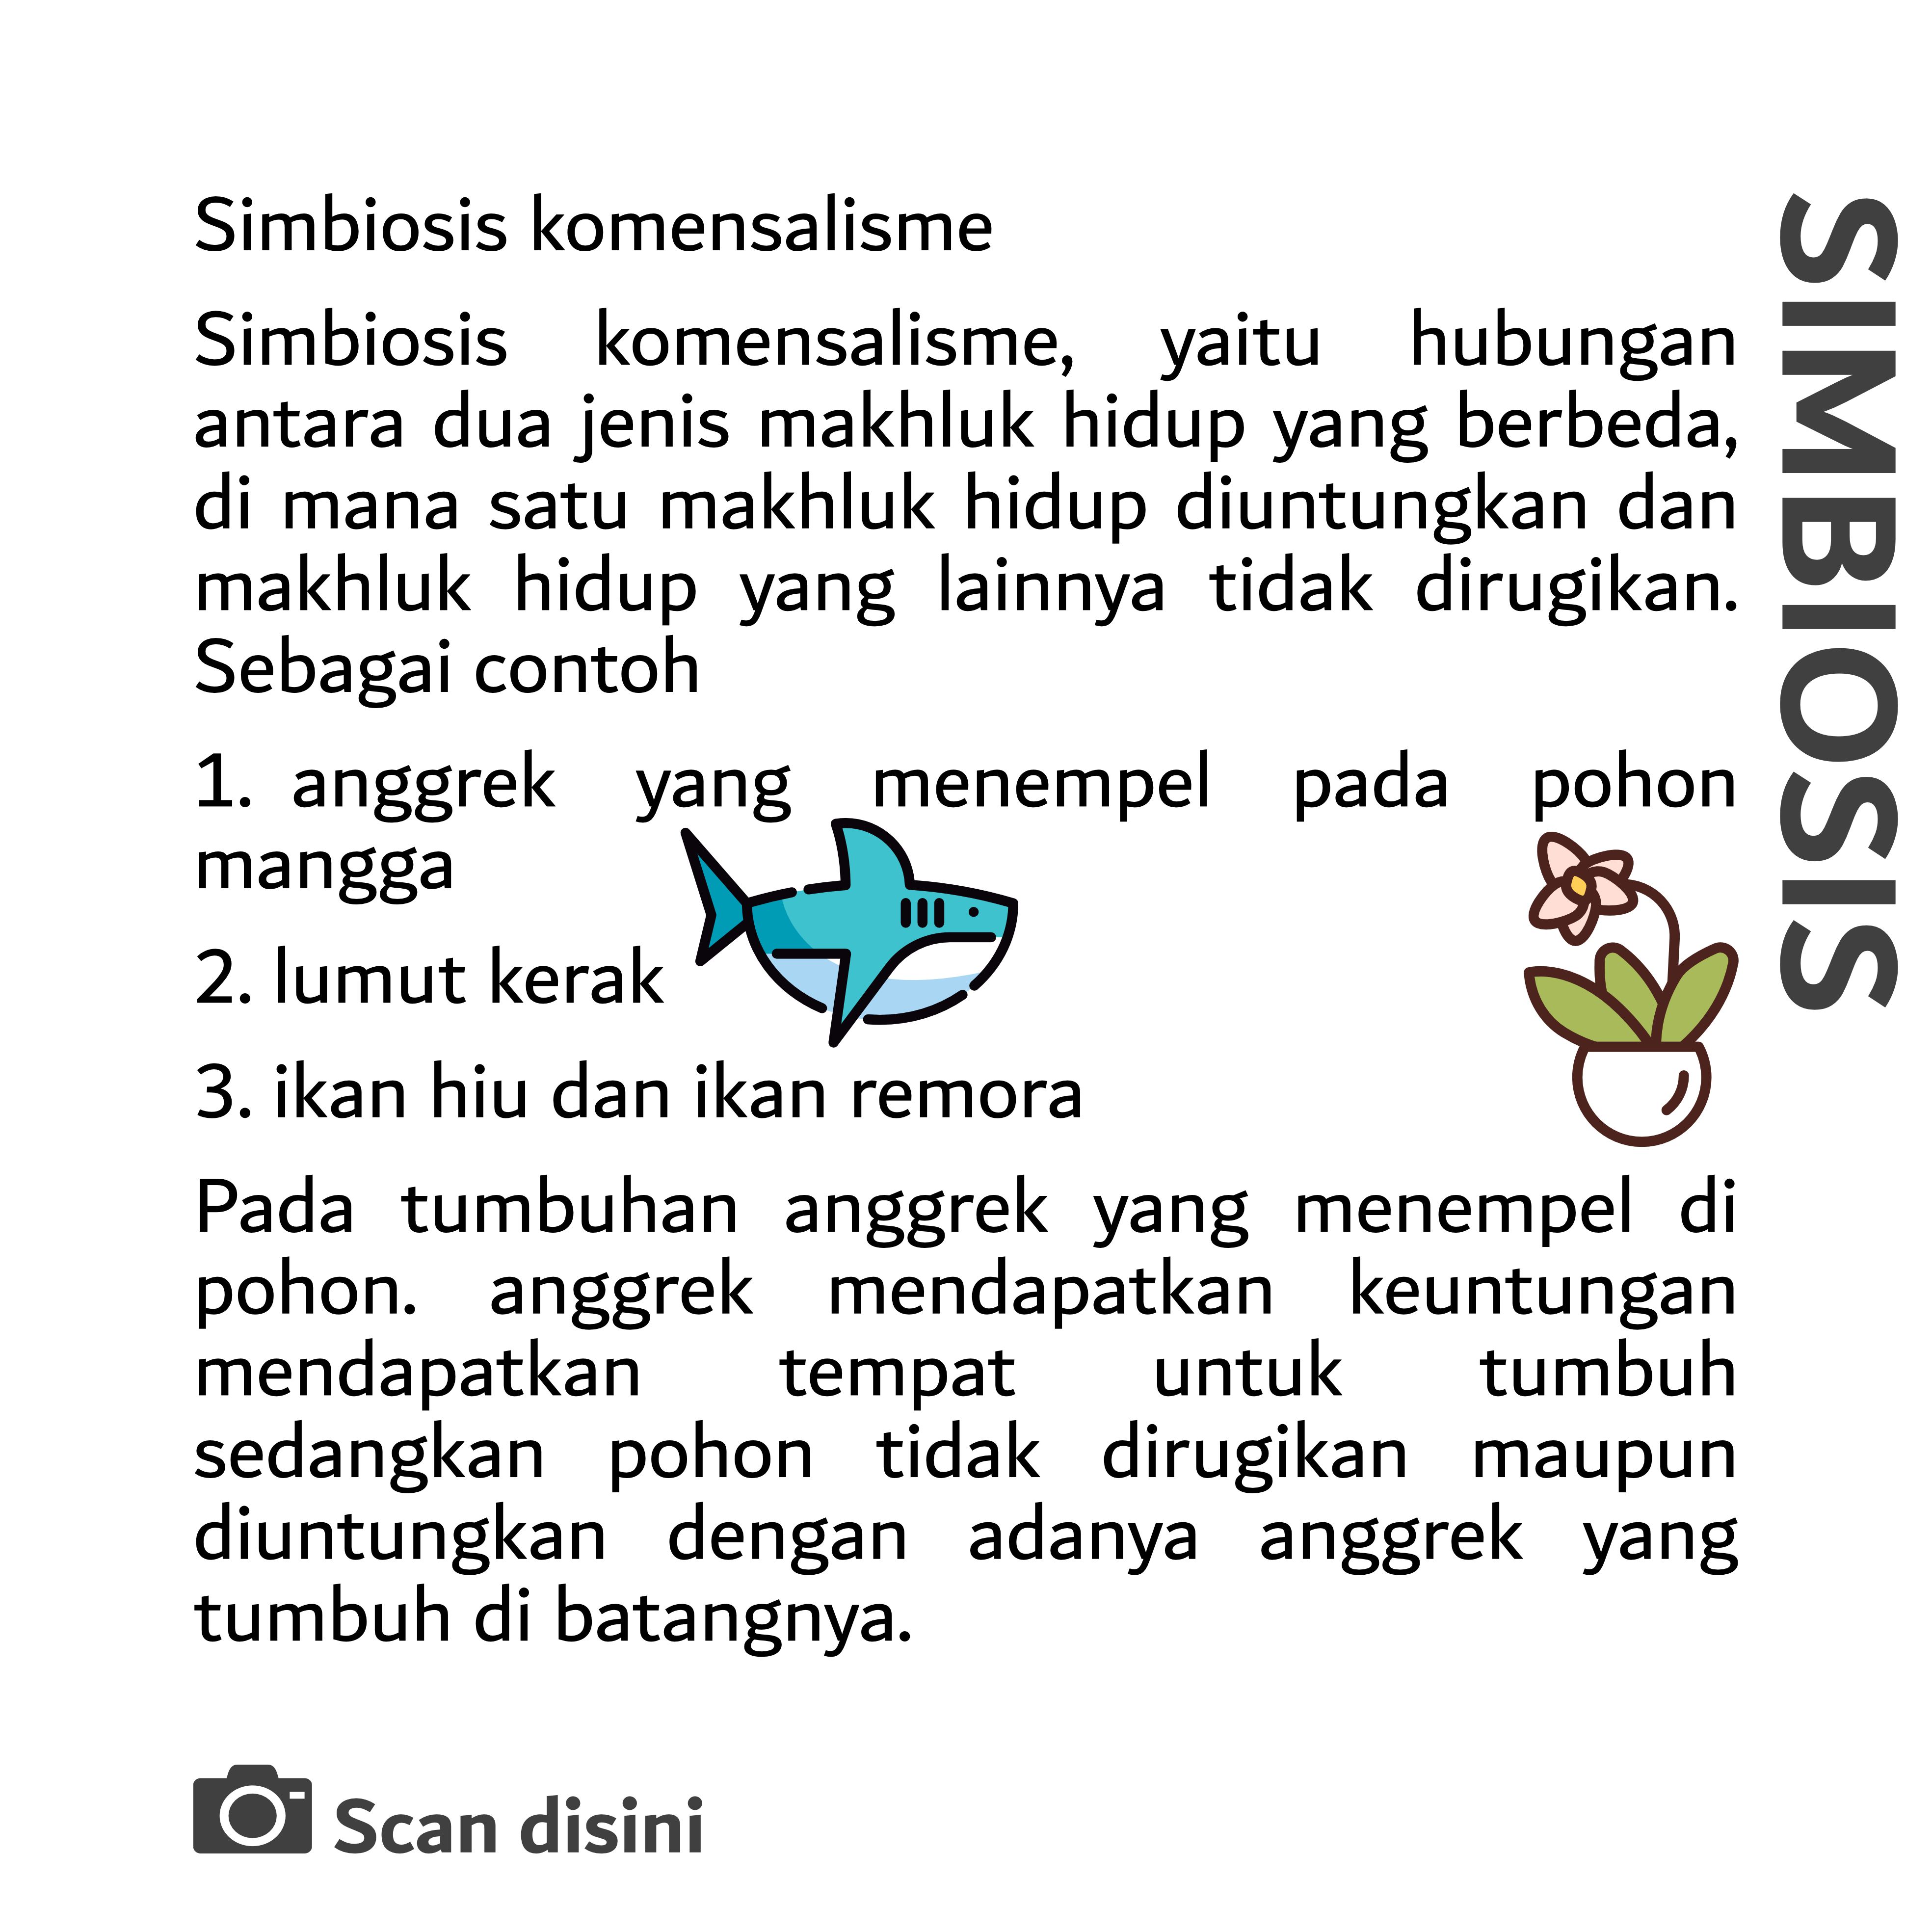 Simbiosis komensalisme
Simbiosis komensalisme, yaitu hubungan
antara dua jenis makhluk hidup yang berbeda,
di mana satu makhluk hidup diuntungkan dan
makhluk hidup yang lainnya tidak dirugikan.
Sebagai contoh
1. anggrek yang menempel pada pohon
mangga
2. lumut kerak
3. ikan hiu dan ikan remora
Pada tumbuhan anggrek yang menempel di
pohon. anggrek mendapatkan keuntungan
mendapatkan tempat untuk tumbuh
sedangkan pohon tidak dirugikan maupun
diuntungkan dengan adanya anggrek yang
tumbuh di batangnya.
Scan disini
SIMBIOSIS